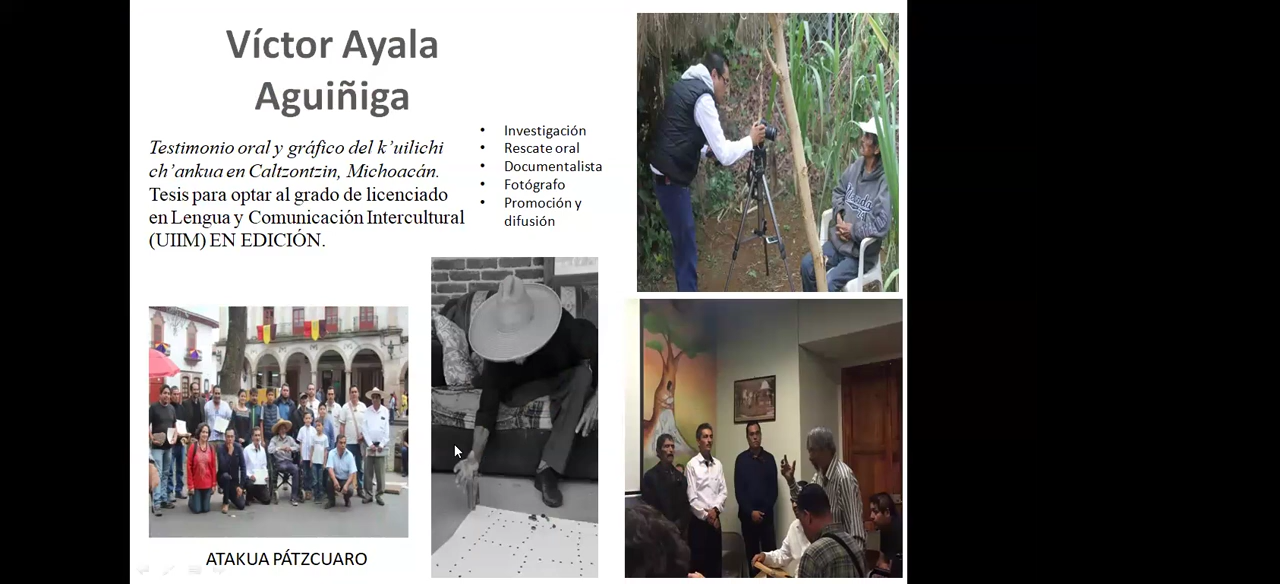 Víctor Ayala
Aguiñiga
Testimonio oral y gráfico del k’uilichi
ch’ankua en Caltzontzin, Michoacán.
Tesis para optar al grado de licenciado
en Lengua y Comunicación Intercultural
(UIIM) EN EDICIÓN.
• Investigación
• Rescate oral
• Documentalista
• Fotógrafo
• Promoción y
difusión
ATAKUA PÁTZCUARO